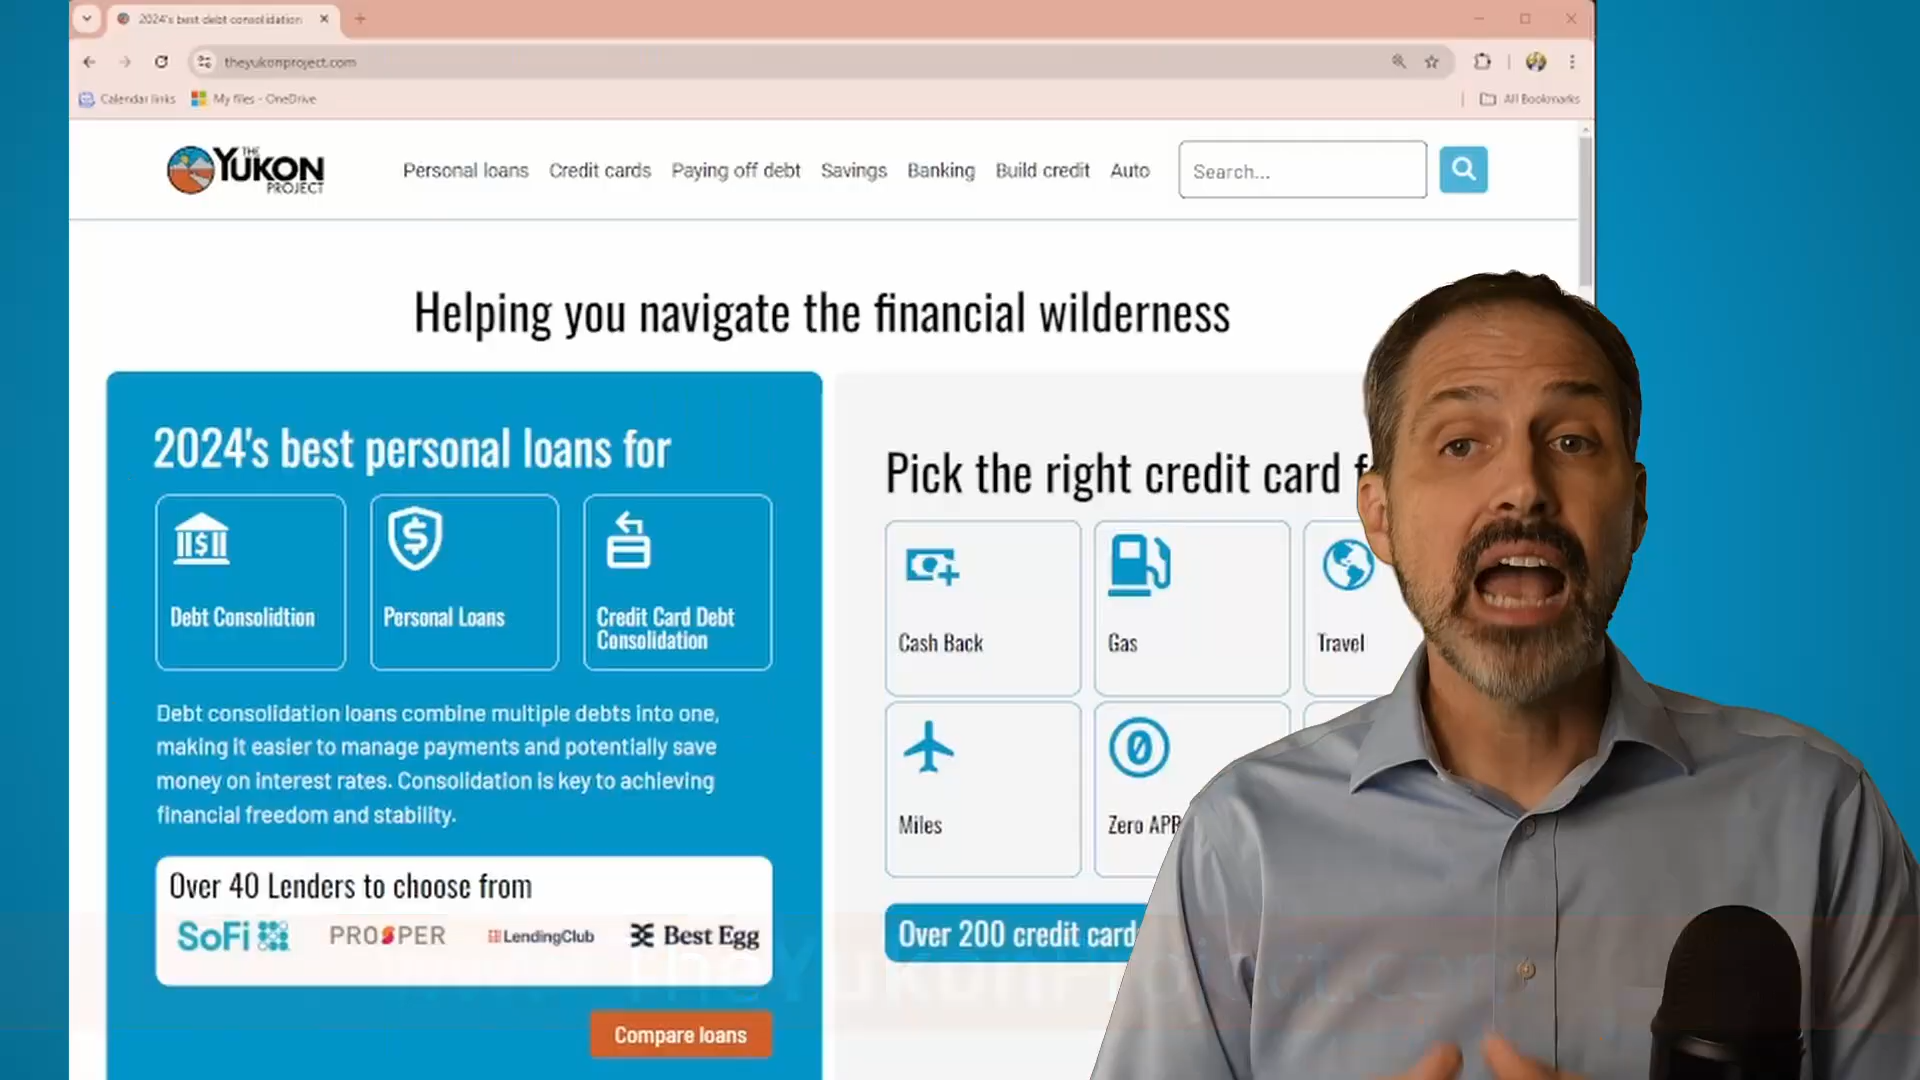 2024's best debt consolidation
theyukonproject.com
Calendar links
My files - OneDrive
All Bookmarks
THE
YUKON
PROJECT
Personal loans
Credit cards
Paying off debt
Savings
Banking
Build credit
Auto
Search...
Helping you navigate the financial wilderness
2024's best personal loans for
Debt Consolidtion
Personal Loans
Credit Card Debt
Consolidation
Debt consolidation loans combine multiple debts into one,
making it easier to manage payments and potentially save
money on interest rates. Consolidation is key to achieving
financial freedom and stability.
Over 40 Lenders to choose from
SoFi
PROSPER
LendingClub
Best Egg
Compare loans
Pick the right credit card
Cash Back
Gas
Travel
Miles
Zero APR
Over 200 credit card
TheYukonProject.com